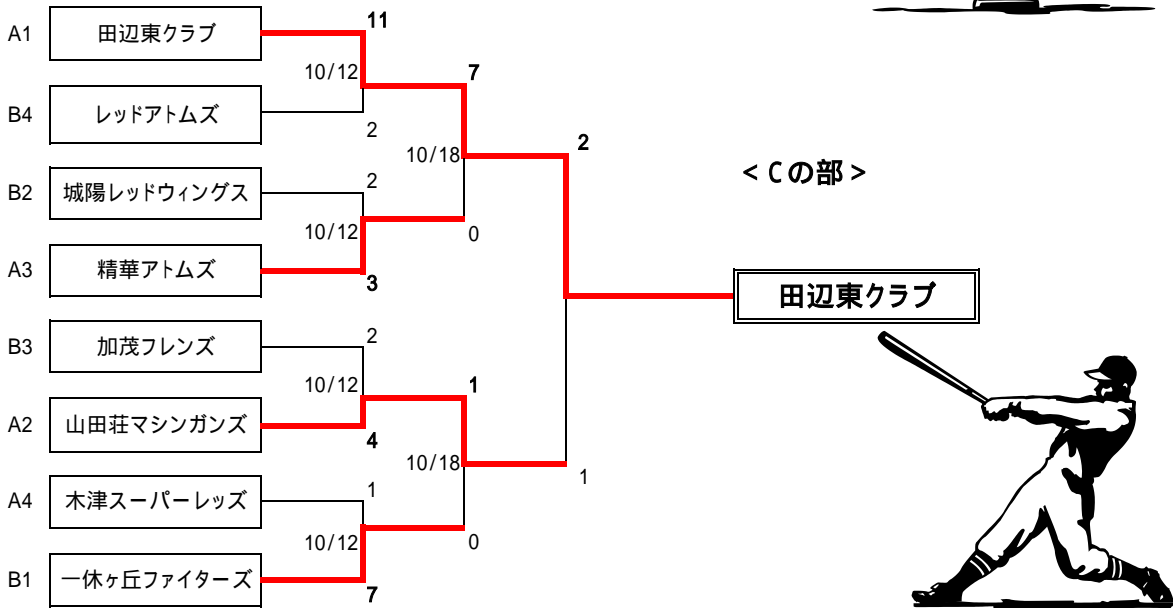 A1 田辺東クラブ 11
10/12 7
B4 レッドアトムズ 2
10/18 2
B2 城陽レッドウィングス 2
<Cの部>
10/12 0
A3 精華アトムズ 3
田辺東クラブ
B3 加茂フレンズ 2
10/12 1
A2 山田荘マシンガンズ 4
10/18 1
A4 木津スーパーレッズ 1
10/12 0
B1 一休ヶ丘ファイターズ 7